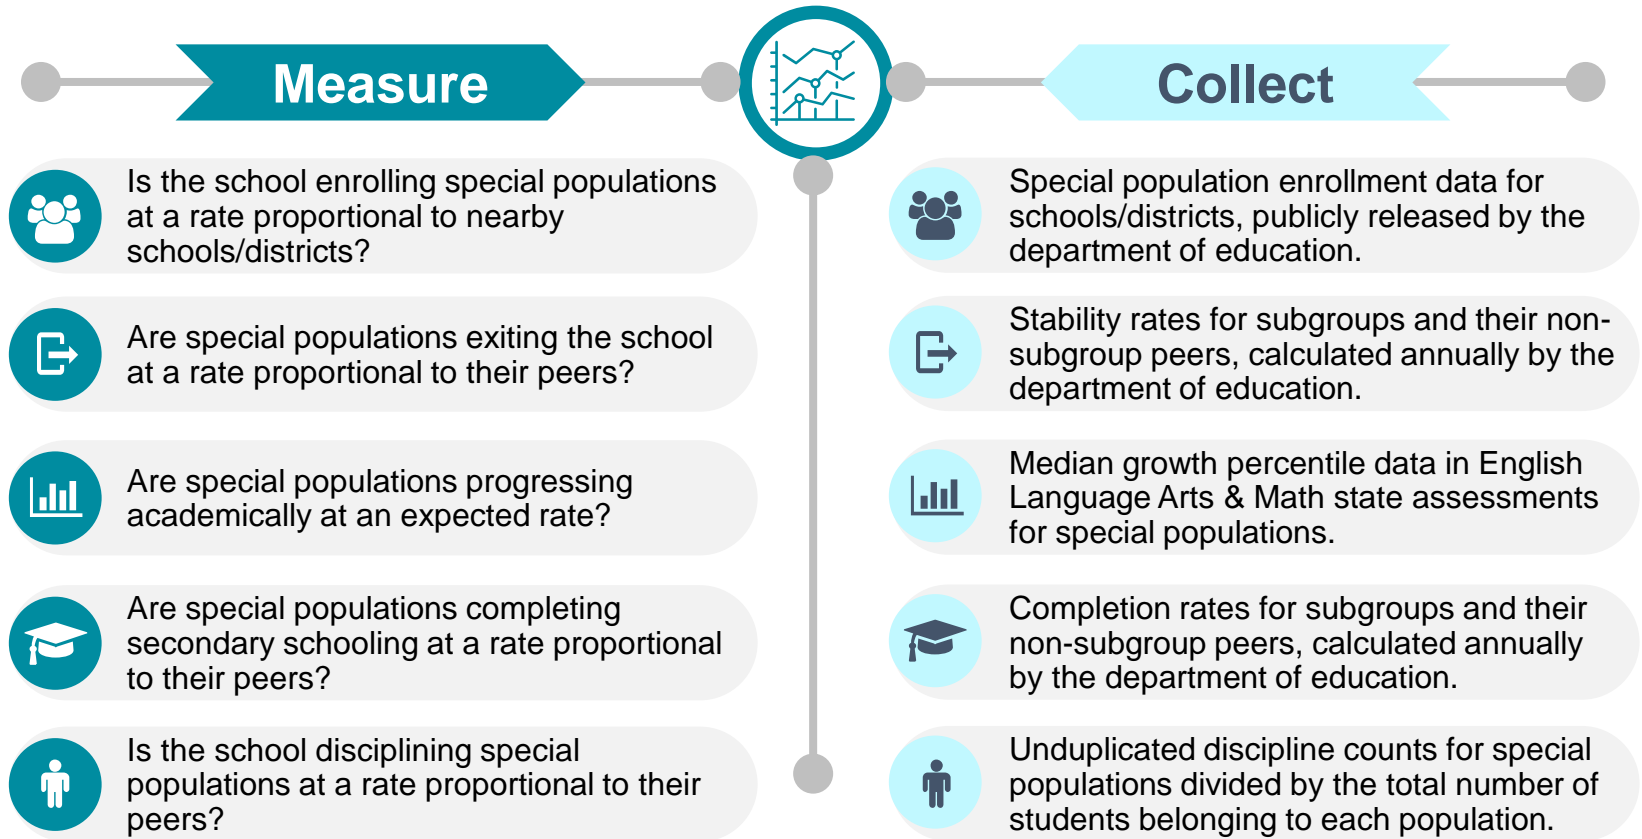 Measure
Collect
Is the school enrolling special populations
at a rate proportional to nearby
schools/districts?
Special population enrollment data for
schools/districts, publicly released by the
department of education.
Are special populations exiting the school
at a rate proportional to their peers?
Stability rates for subgroups and their non-
subgroup peers, calculated annually by the
department of education.
Are special populations progressing
academically at an expected rate?
Median growth percentile data in English
Language Arts & Math state assessments
for special populations.
Are special populations completing
secondary schooling at a rate proportional
to their peers?
Completion rates for subgroups and their
non-subgroup peers, calculated annually
by the department of education.
Is the school disciplining special
populations at a rate proportional to their
peers?
Unduplicated discipline counts for special
populations divided by the total number of
students belonging to each population.